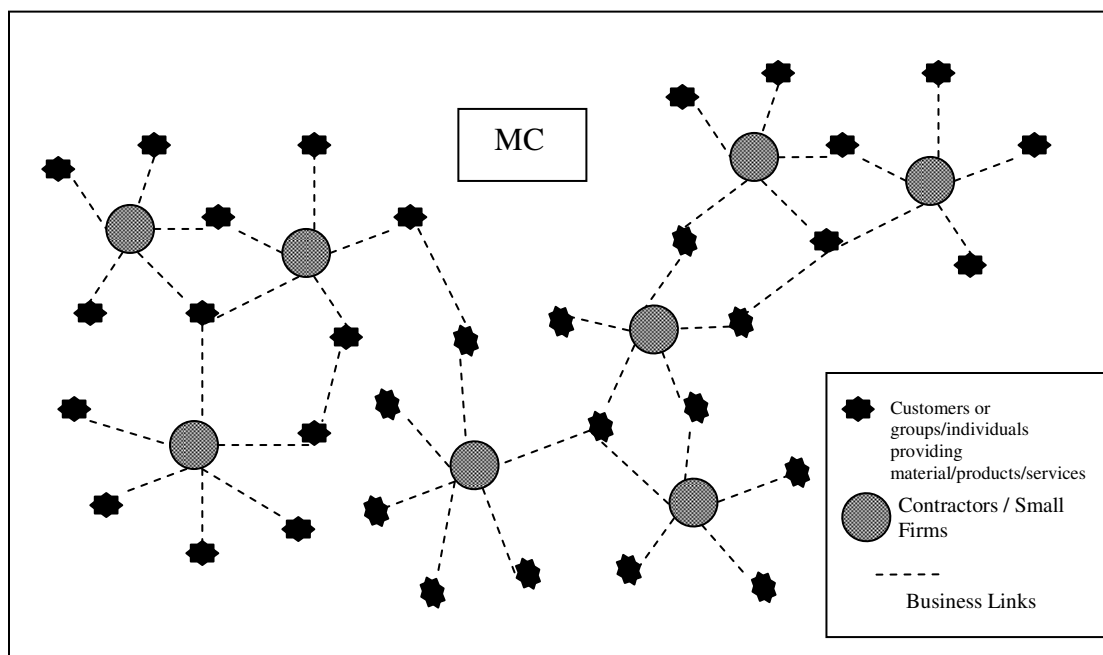 MC
Customers or
groups/individuals
providing
material/products/services
Contractors / Small
Firms
Business Links